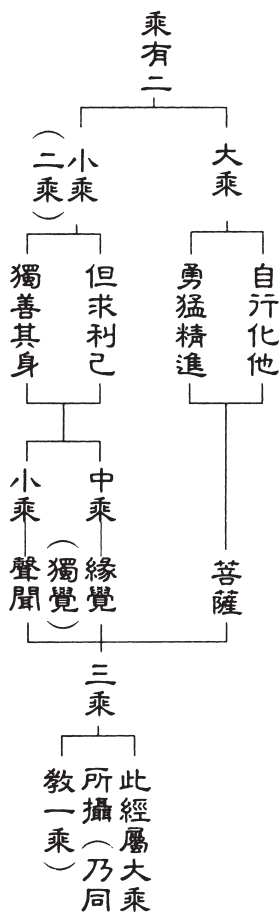 乘有二
大乘
小乘
（二乘）
自行化他
勇猛精進
但求利己
獨善其身
菩薩
中乘　緣覺
（獨覺）
小乘　聲聞
三乘
此經屬大乘
所攝（乃同
教一乘）